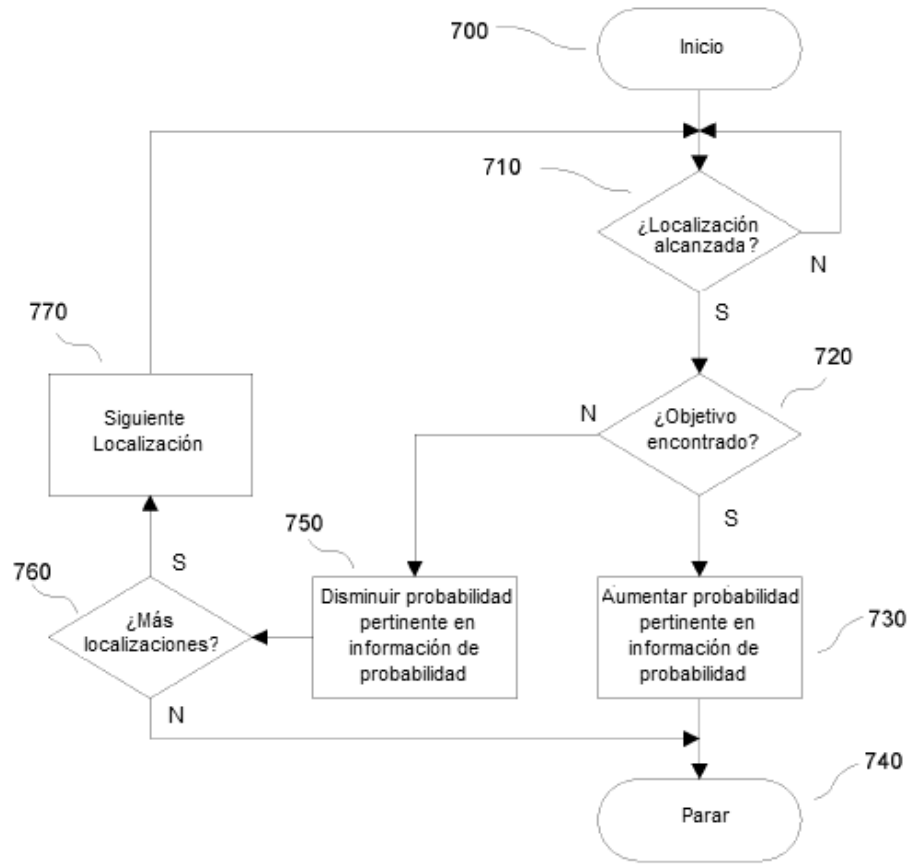 700
Inicio
710
¿Localización
alcanzada?
N
S
770
Siguiente
Localización
720
¿Objetivo
encontrado?
N
S
750
Disminuir probabilidad
pertinente en
información de
probabilidad
760
¿Más
localizaciones?
S
N
Aumentar probabilidad
pertinente en
información de
probabilidad
730
740
Parar